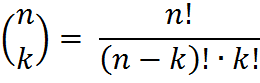 (n k) = n! / ((n − k)! · k!)